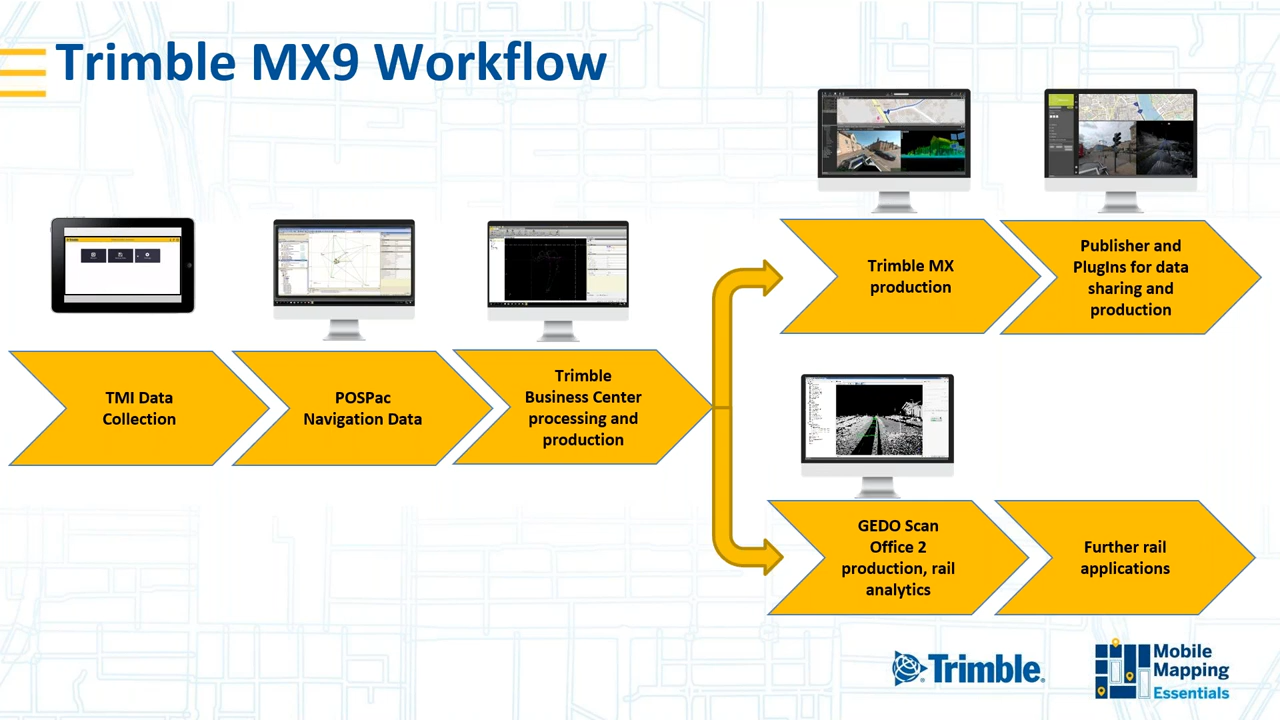 Trimble MX9 Workflow
TMI Data
Collection
POSPac
Navigation Data
Trimble
Business Center
processing and
production
Trimble MX
production
Publisher and
PlugIns for data
sharing and
production
GEDO Scan
Office 2
production, rail
analytics
Further rail
applications
Trimble®
Mobile
Mapping
Essentials